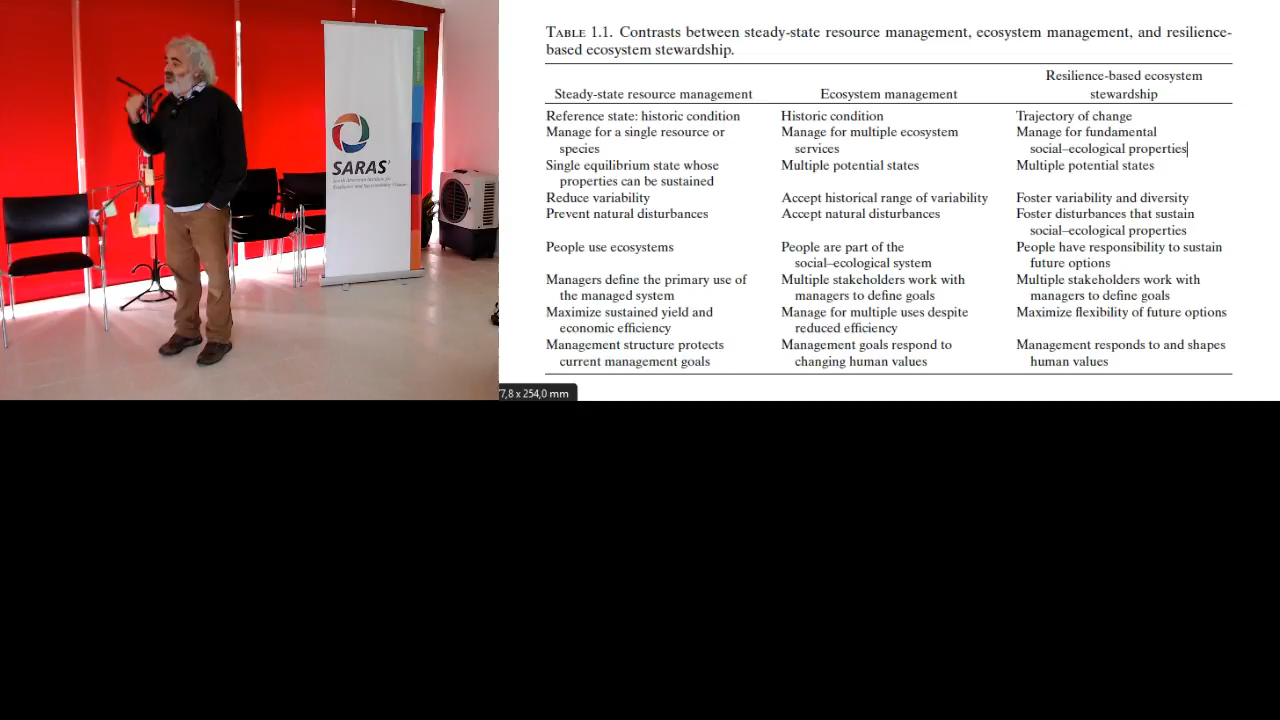 SARAS
TABLE 1.1. Contrasts between steady-state resource management, ecosystem management, and resilience-
based ecosystem stewardship.
Steady-state resource management Ecosystem management Resilience-based ecosystem stewardship
Reference state: historic condition Historic condition Trajectory of change
Manage for a single resource or Manage for multiple ecosystem Manage for fundamental
species services social–ecological properties
Single equilibrium state whose Multiple potential states Multiple potential states
properties can be sustained
Reduce variability Accept historical range of variability Foster variability and diversity
Prevent natural disturbances Accept natural disturbances Foster disturbances that sustain
social–ecological properties
People use ecosystems People are part of the People have responsibility to sustain
social–ecological system future options
Managers define the primary use of Multiple stakeholders work with Multiple stakeholders work with
the managed system managers to define goals managers to define goals
Maximize sustained yield and Manage for multiple uses despite Maximize flexibility of future options
economic efficiency reduced efficiency
Management structure protects Management goals respond to Management responds to and shapes
current management goals changing human values human values
7,8 x 254,0 mm